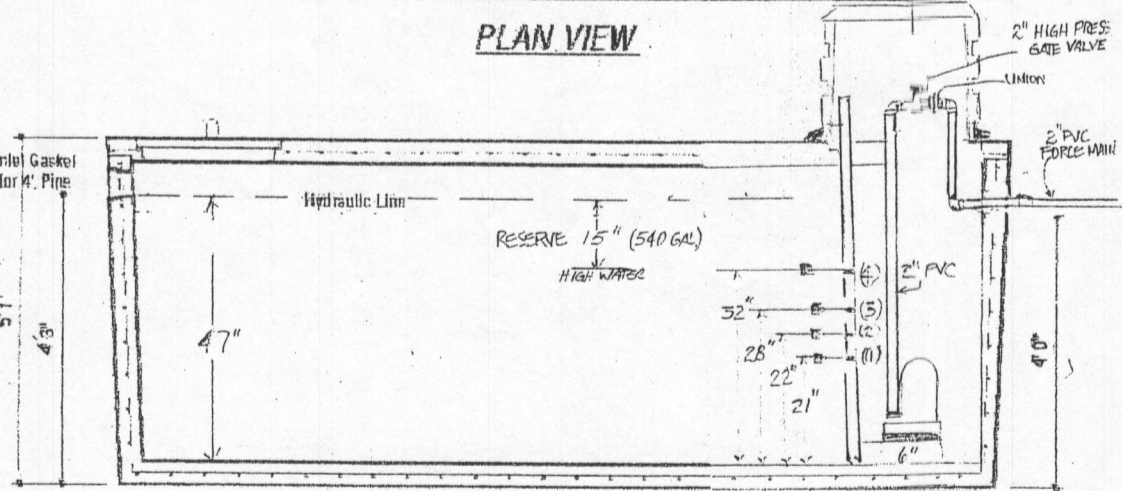 PLAN VIEW
2" HIGH PRESS
GATE VALVE
UNION
2" PVC
FORCE MAIN
Inlet Gasket
for 4" Pipe
Hydraulic Line
RESERVE 15" (540 GAL)
HIGH WATER
(4)
2" PVC
32"
(3)
(2)
28"
(1)
22"
21"
47"
5'1"
4'3"
4'0"
6"